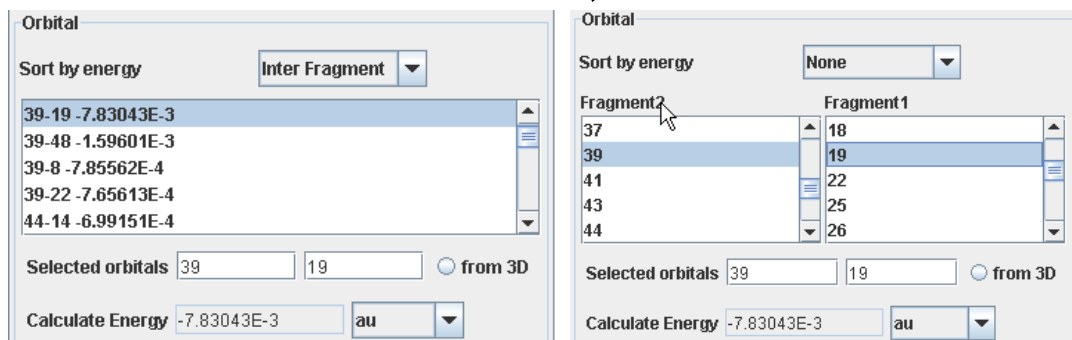 Orbital
Sort by energy Inter Fragment
39-19 -7.83043E-3
39-48 -1.59601E-3
39-8 -7.85562E-4
39-22 -7.65613E-4
44-14 -6.99151E-4
Selected orbitals 39 19 from 3D
Calculate Energy -7.83043E-3 au
Orbital
Sort by energy None
Fragment2 Fragment1
37 18
39 19
41 22
43 25
44 26
Selected orbitals 39 19 from 3D
Calculate Energy -7.83043E-3 au